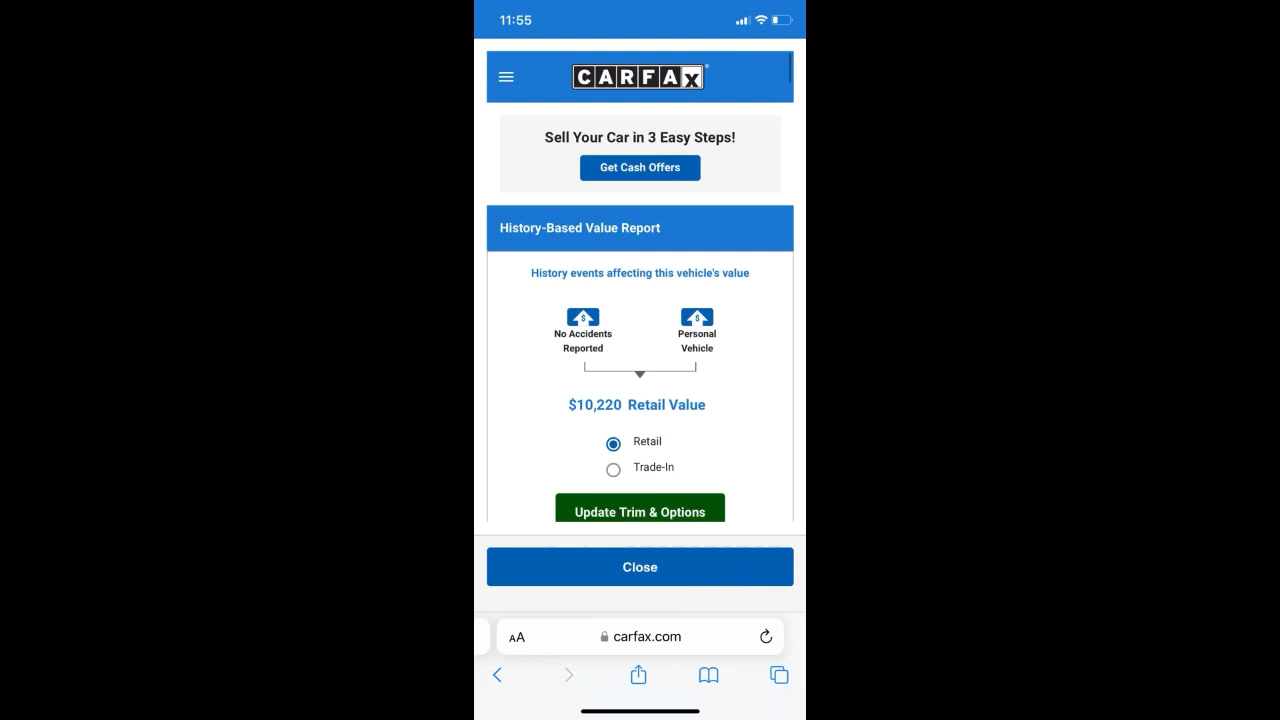 11:55
CARFAX
Sell Your Car in 3 Easy Steps!
Get Cash Offers
History-Based Value Report
History events affecting this vehicle's value
$ $
No Accidents Personal
Reported Vehicle
$10,220 Retail Value
Retail
Trade-In
Update Trim & Options
Close
AA carfax.com